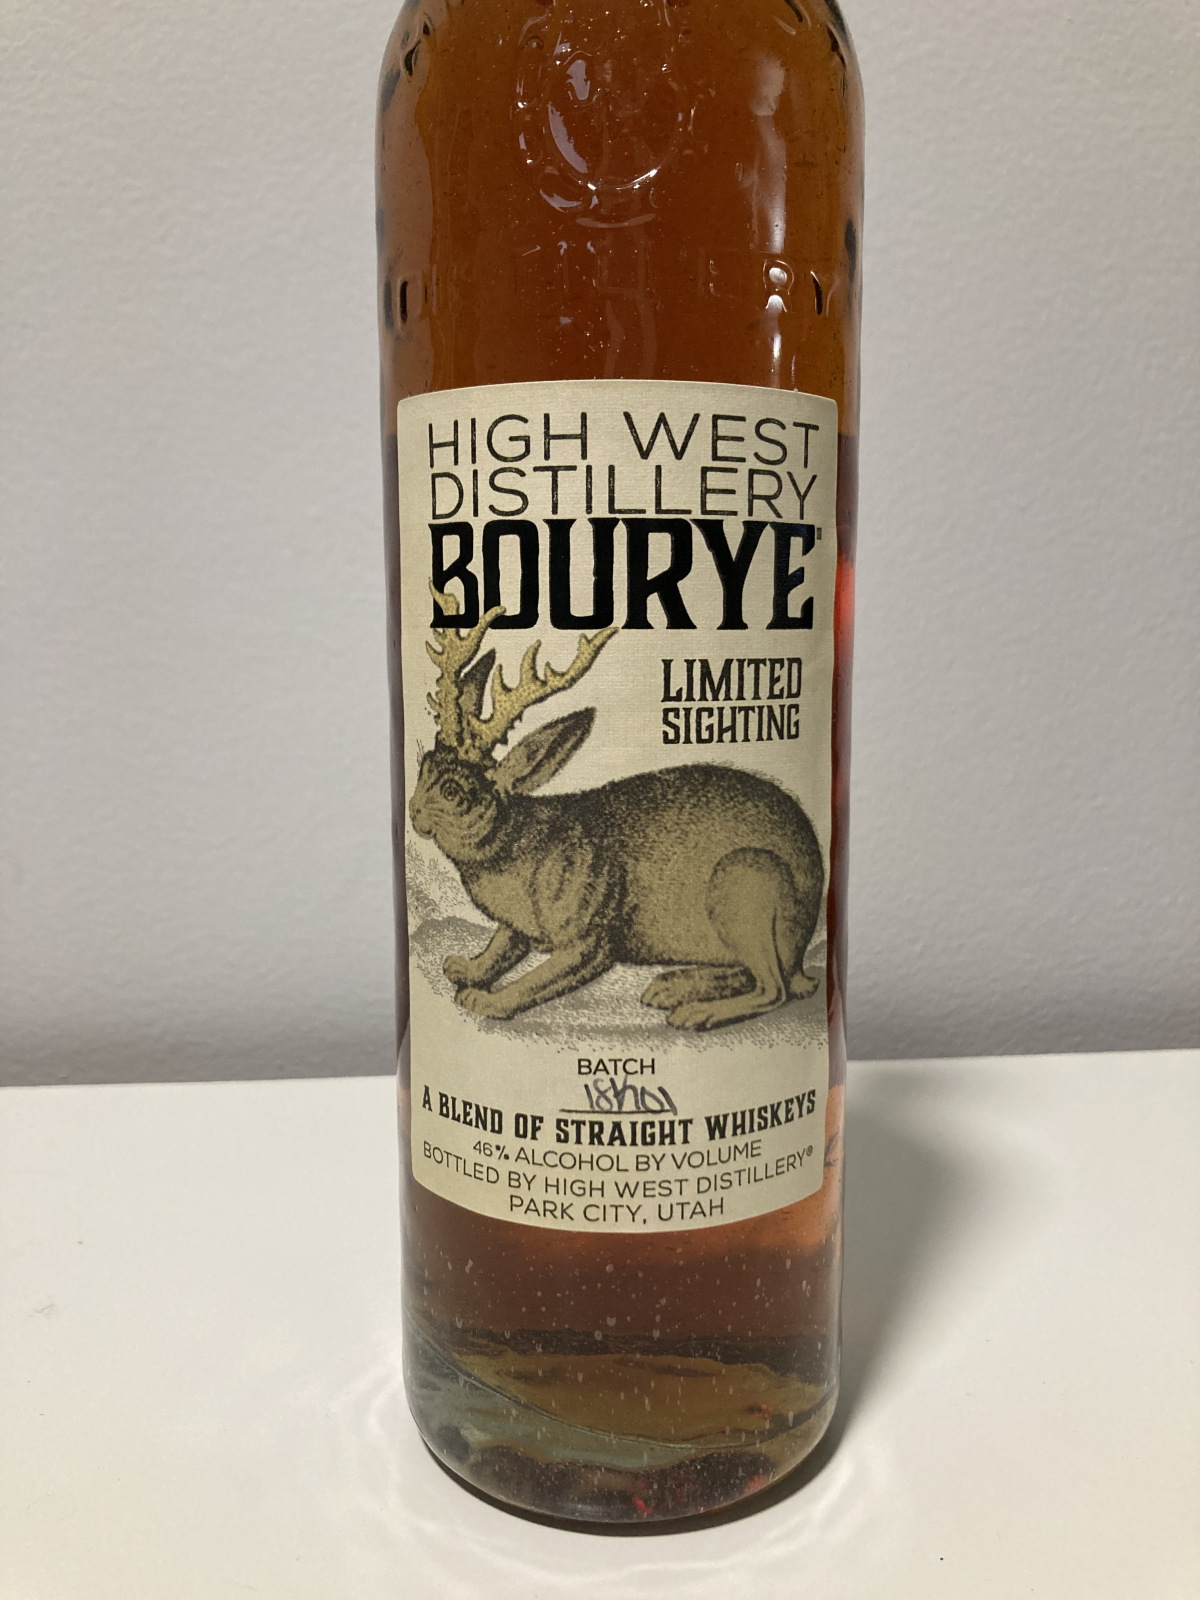 HIGH WEST
DISTILLERY
BOURYE®
LIMITED
SIGHTING
BATCH
18K01
A BLEND OF STRAIGHT WHISKEYS
46% ALCOHOL BY VOLUME
BOTTLED BY HIGH WEST DISTILLERY®
PARK CITY, UTAH